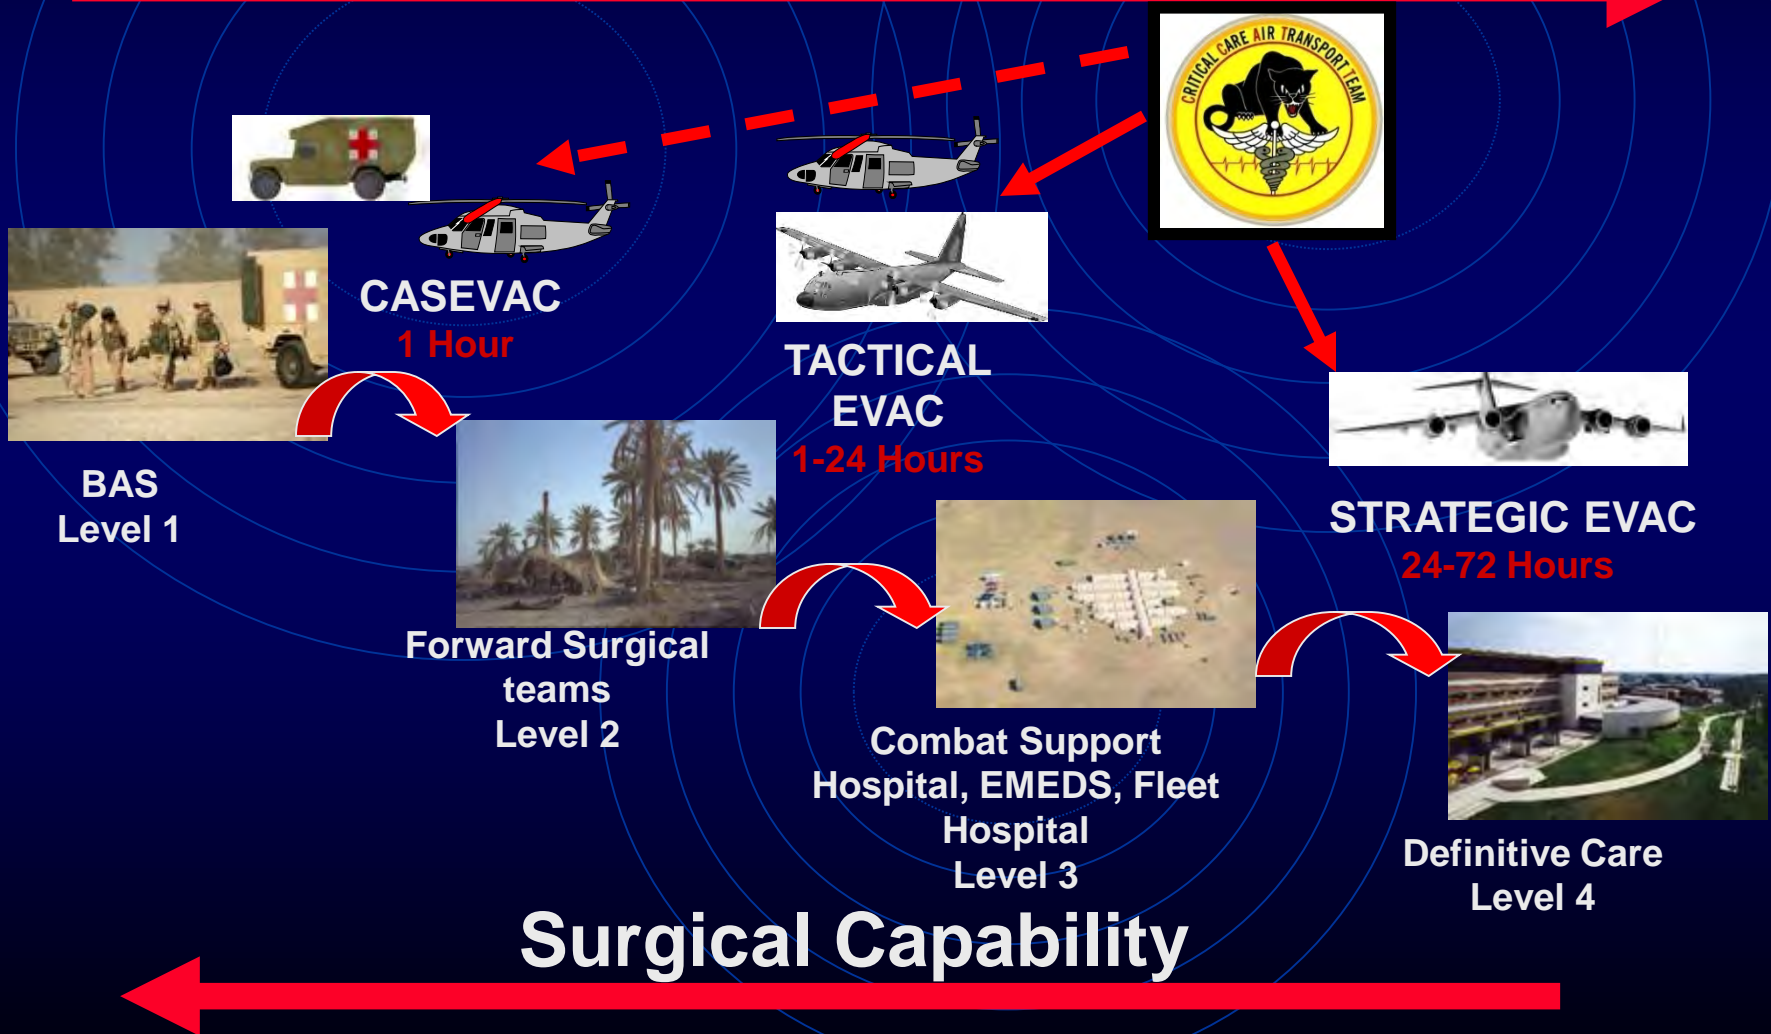 CRITICAL CARE AIR TRANSPORT TEAM
CASEVAC
1 Hour
TACTICAL
EVAC
1-24 Hours
STRATEGIC EVAC
24-72 Hours
BAS
Level 1
Forward Surgical
teams
Level 2
Combat Support
Hospital, EMEDS, Fleet
Hospital
Level 3
Definitive Care
Level 4
Surgical Capability